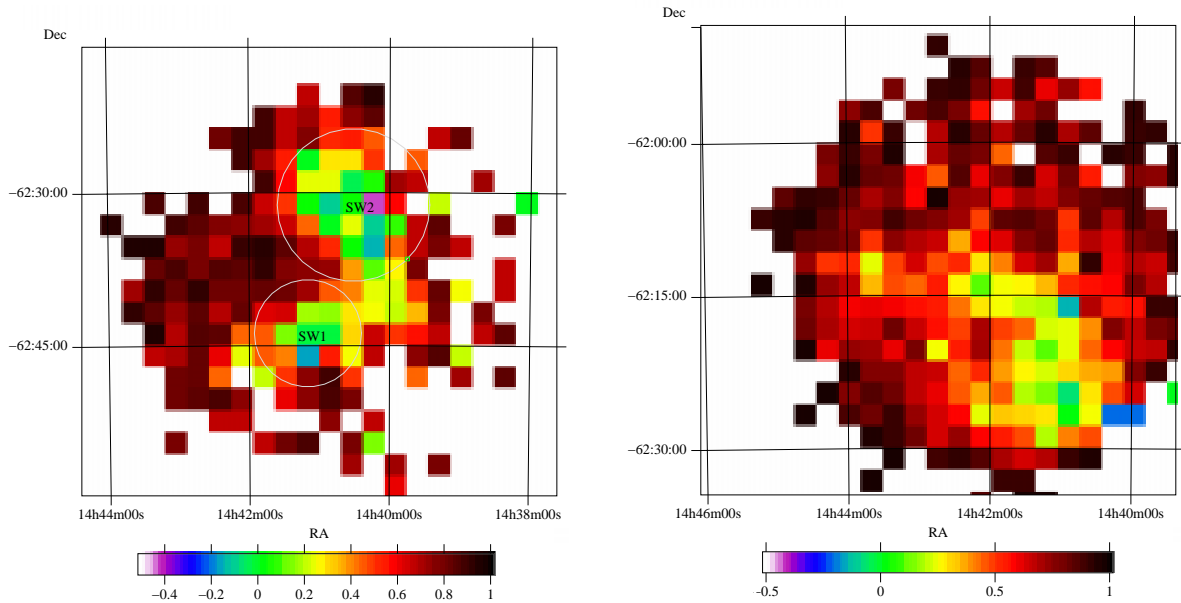 Dec
−62:30:00
−62:45:00
SW2
SW1
14h44m00s 14h42m00s 14h40m00s 14h38m00s
RA
−0.4 −0.2 0 0.2 0.4 0.6 0.8 1
Dec
−62:00:00
−62:15:00
−62:30:00
14h46m00s 14h44m00s 14h42m00s 14h40m00s
RA
-0.5 0 0.5 1